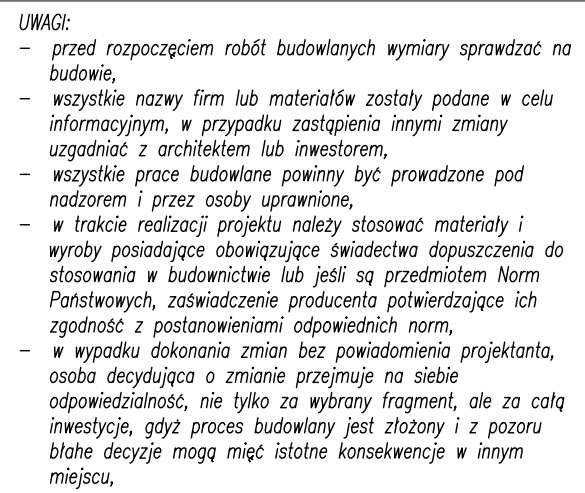 UWAGI:
- przed rozpoczęciem robót budowlanych wymiary sprawdzać na
budowie,
- wszystkie nazwy firm lub materiałów zostały podane w celu
informacyjnym, w przypadku zastąpienia innymi zmiany
uzgadniać z architektem lub inwestorem,
- wszystkie prace budowlane powinny być prowadzone pod
nadzorem i przez osoby uprawnione,
- w trakcie realizacji projektu należy stosować materiały i
wyroby posiadające obowiązujące świadectwa dopuszczenia do
stosowania w budownictwie lub jeśli są przedmiotem Norm
Państwowych, zaświadczenie producenta potwierdzające ich
zgodność z postanowieniami odpowiednich norm,
- w wypadku dokonania zmian bez powiadomienia projektanta,
osoba decydująca o zmianie przejmuje na siebie
odpowiedzialność, nie tylko za wybrany fragment, ale za całą
inwestycje, gdyż proces budowlany jest złożony i z pozoru
błahe decyzje mogą mięć istotne konsekwencje w innym
miejscu,